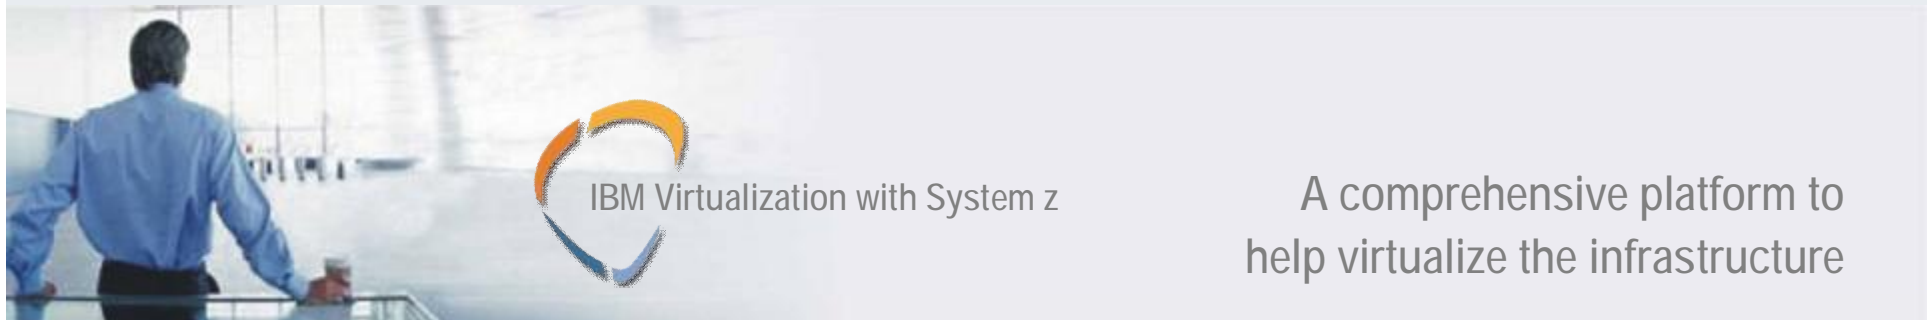 IBM Virtualization with System z
A comprehensive platform to
help virtualize the infrastructure